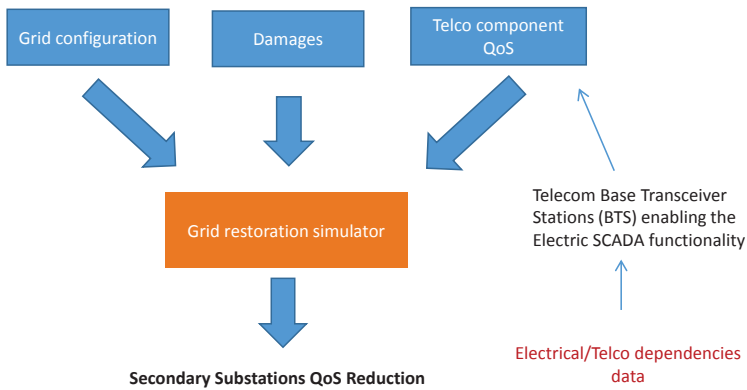 Grid configuration
Damages
Telco component
QoS
Grid restoration simulator
Telecom Base Transceiver
Stations (BTS) enabling the
Electric SCADA functionality
Electrical/Telco dependencies
data
Secondary Substations QoS Reduction